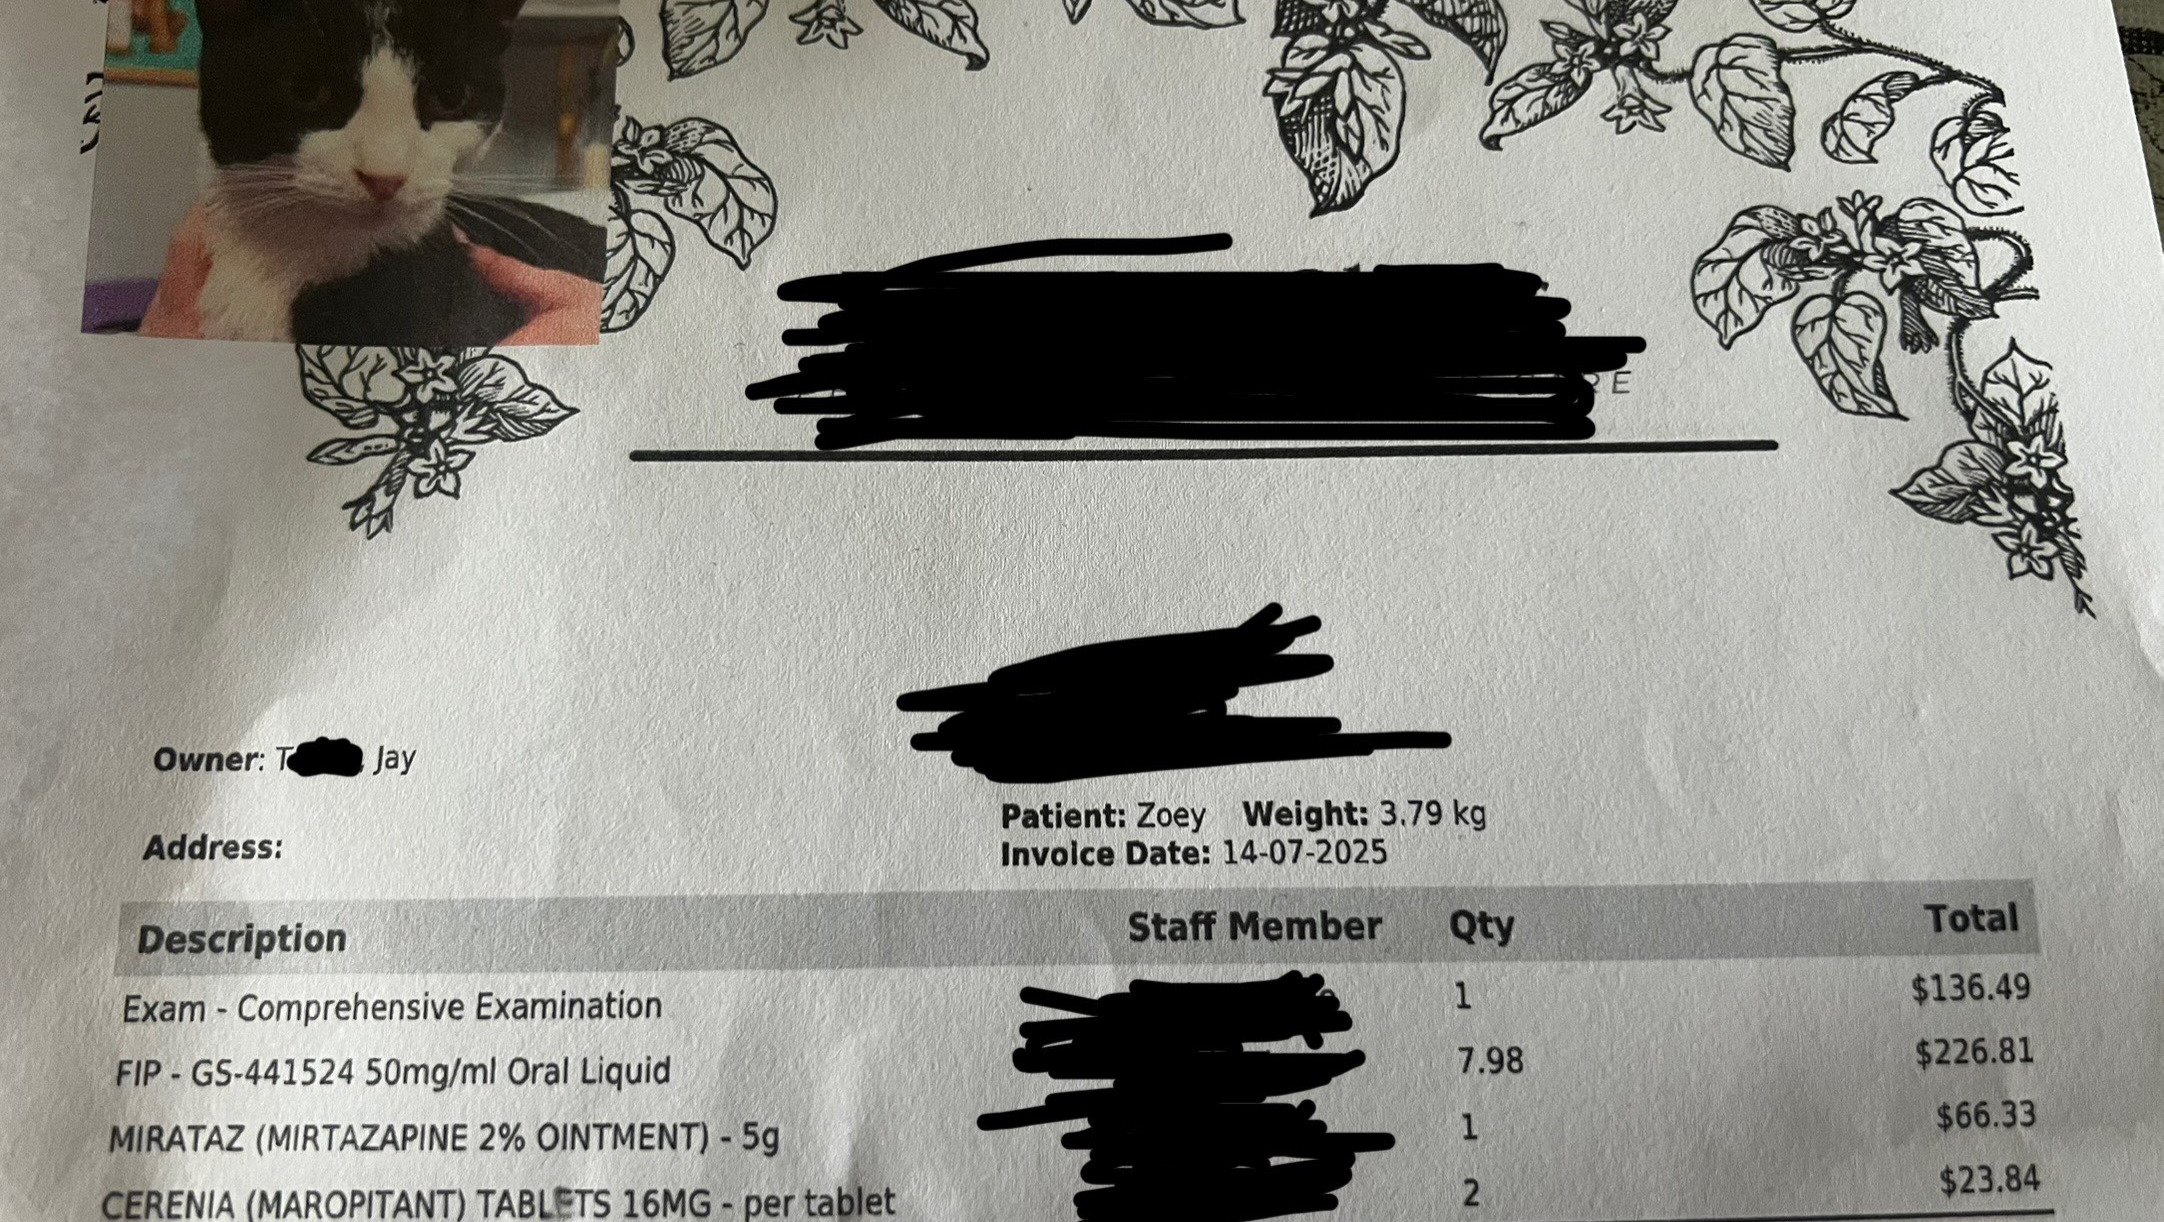 Owner: T Jay
Patient: Zoey Weight: 3.79 kg
Address:
Invoice Date: 14-07-2025
Description Staff Member Qty Total
Exam - Comprehensive Examination 1 $136.49
FIP - GS-441524 50mg/ml Oral Liquid 7.98 $226.81
MIRATAZ (MIRTAZAPINE 2% OINTMENT) - 5g 1 $66.33
CERENIA (MAROPITANT) TABLETS 16MG - per tablet 2 $23.84